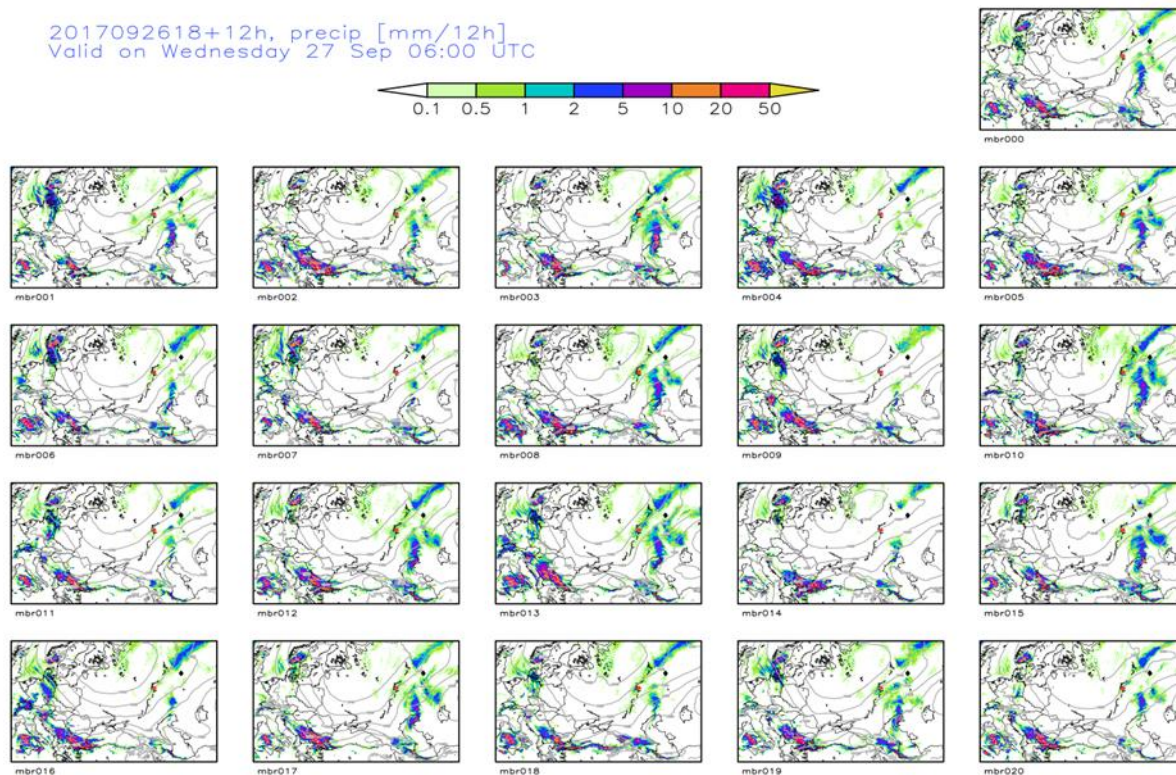 2017092618+12h, precip [mm/12h]
Valid on Wednesday 27 Sep 06:00 UTC
0.1 0.5 1 2 5 10 20 50
mbr000
mbr001 mbr002 mbr003 mbr004 mbr005
mbr006 mbr007 mbr008 mbr009 mbr010
mbr011 mbr012 mbr013 mbr014 mbr015
mbr016 mbr017 mbr018 mbr019 mbr020